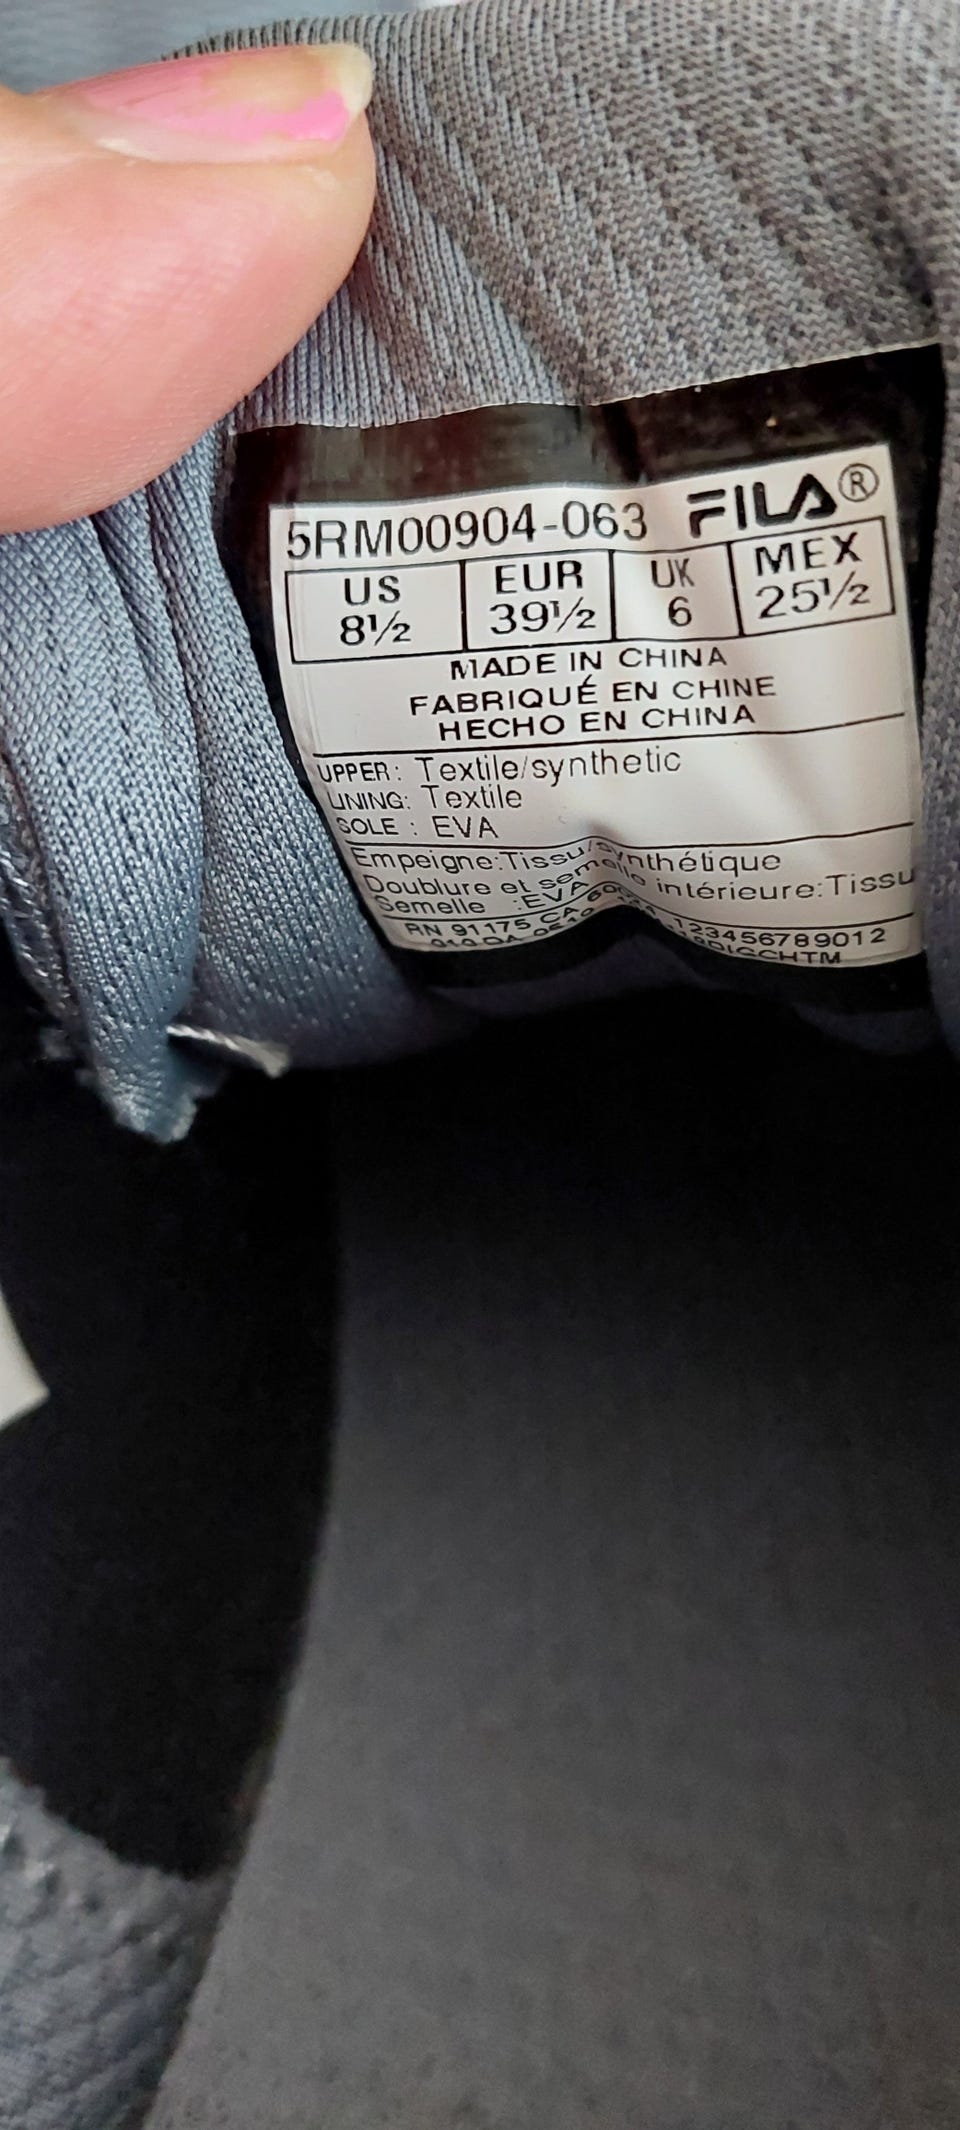 5RM00904-063 FILA®
US EUR UK MEX
8½ 39½ 6 25½
MADE IN CHINA
FABRIQUÉ EN CHINE
HECHO EN CHINA
UPPER: Textile/synthetic
LINING: Textile
SOLE : EVA
Empeigne:Tissu/synthétique
Doublure et semelle intérieure:Tissu
Semelle :EVA
RN 91175 CA 123456789012